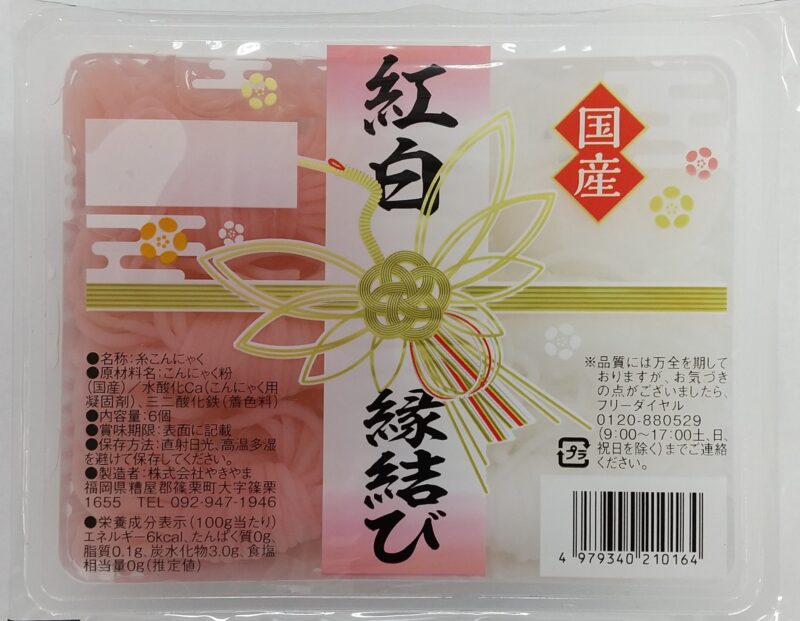 紅白
縁結び
国産
●名称：糸こんにゃく
●原材料名：こんにゃく粉
（国産）／水酸化Ca（こんにゃく用
凝固剤）、三二酸化鉄（着色料）
●内容量：6個
●賞味期限：表面に記載
●保存方法：直射日光、高温多湿
を避けて保存してください。
●製造者：株式会社やきやま
福岡県糟屋郡篠栗町大字篠栗
1655　TEL 092-947-1946
●栄養成分表示（100g当たり）
エネルギー6kcal、たんぱく質0g、
脂質0.1g、炭水化物3.0g、食塩
相当量0g（推定値）
※品質には万全を期して
おりますが、お気づき
の点がございましたら、
フリーダイヤル
0120-880529
（9:00〜17:00土、日、
祝日を除く）までご連絡
ください。
プラ
4 979340 210164